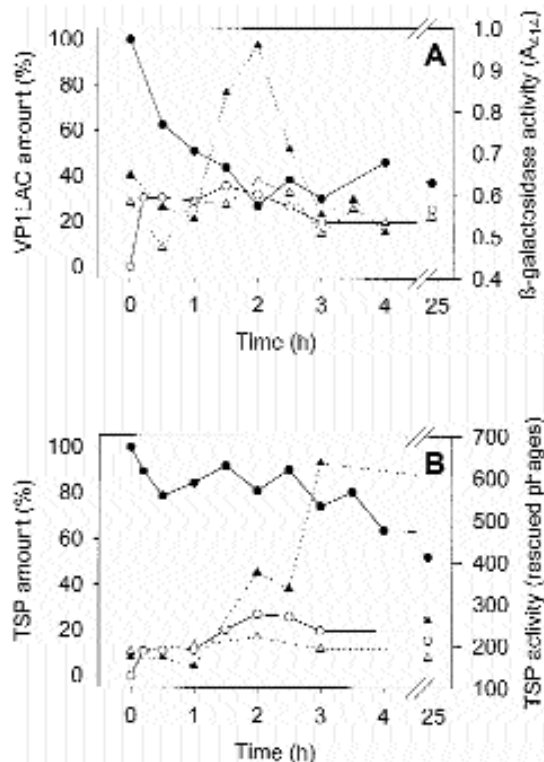 A
VP1LAC amount (%)
100
80
60
40
20
0
1.0
0.9
0.8
0.7
0.6
0.5
0.4
ß-galactosidase activity (A414)
0 1 2 3 4 25
Time (h)
B
TSP amount (%)
100
80
60
40
20
0
700
600
500
400
300
200
100
TSP activity (rescued phages)
0 1 2 3 4 25
Time (h)